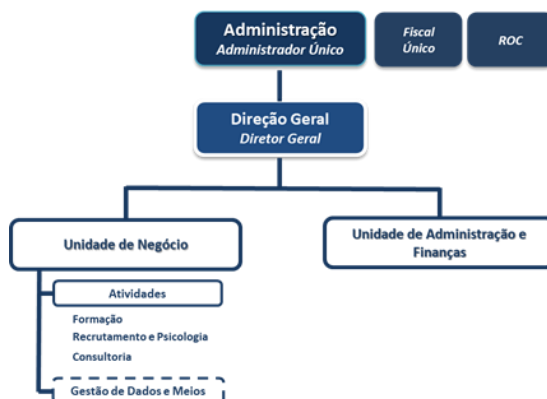 Administração
Administrador Único
Fiscal
Único
ROC
Direção Geral
Diretor Geral
Unidade de Negócio
Unidade de Administração e
Finanças
Atividades
Formação
Recrutamento e Psicologia
Consultoria
Gestão de Dados e Meios